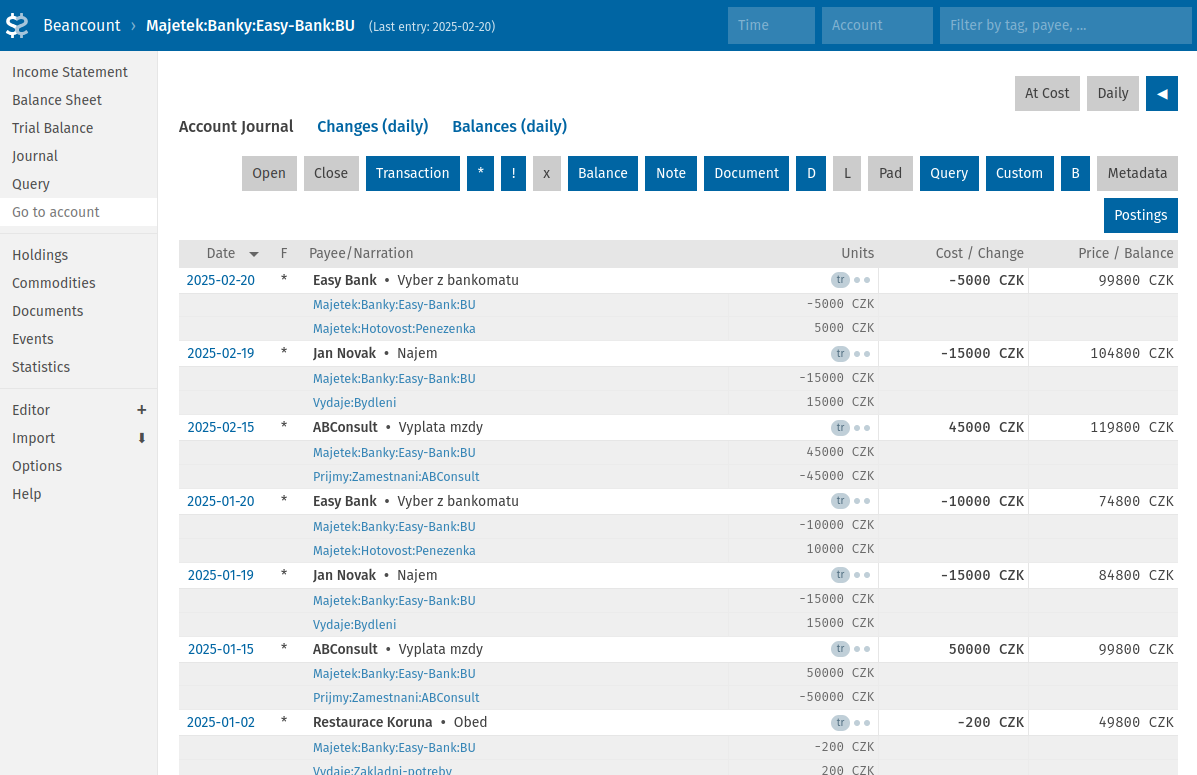 Beancount › Majetek:Banky:Easy-Bank:BU (Last entry: 2025-02-20) Time Account Filter by tag, payee, ...
Income Statement
Balance Sheet
Trial Balance
Journal
Query
Go to account
Holdings
Commodities
Documents
Events
Statistics
Editor +
Import ⬇
Options
Help
At Cost Daily ◀
Account Journal Changes (daily) Balances (daily)
Open Close Transaction * ! x Balance Note Document D L Pad Query Custom B Metadata
Postings
Date F Payee/Narration Units Cost / Change Price / Balance
2025-02-20 * Easy Bank • Vyber z bankomatu tr -5000 CZK 99800 CZK
Majetek:Banky:Easy-Bank:BU -5000 CZK
Majetek:Hotovost:Penezenka 5000 CZK
2025-02-19 * Jan Novak • Najem tr -15000 CZK 104800 CZK
Majetek:Banky:Easy-Bank:BU -15000 CZK
Vydaje:Bydleni 15000 CZK
2025-02-15 * ABConsult • Vyplata mzdy tr 45000 CZK 119800 CZK
Majetek:Banky:Easy-Bank:BU 45000 CZK
Prijmy:Zamestnani:ABConsult -45000 CZK
2025-01-20 * Easy Bank • Vyber z bankomatu tr -10000 CZK 74800 CZK
Majetek:Banky:Easy-Bank:BU -10000 CZK
Majetek:Hotovost:Penezenka 10000 CZK
2025-01-19 * Jan Novak • Najem tr -15000 CZK 84800 CZK
Majetek:Banky:Easy-Bank:BU -15000 CZK
Vydaje:Bydleni 15000 CZK
2025-01-15 * ABConsult • Vyplata mzdy tr 50000 CZK 99800 CZK
Majetek:Banky:Easy-Bank:BU 50000 CZK
Prijmy:Zamestnani:ABConsult -50000 CZK
2025-01-02 * Restaurace Koruna • Obed tr -200 CZK 49800 CZK
Majetek:Banky:Easy-Bank:BU -200 CZK
Vydaje:Zakladni-potreby 200 CZK